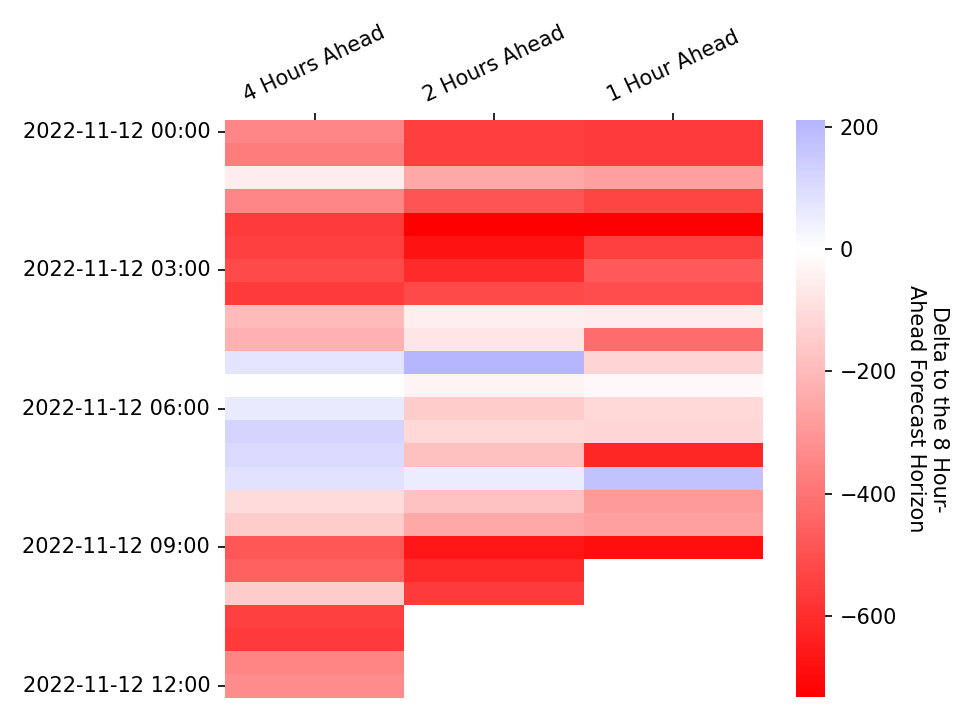 4 Hours Ahead
2 Hours Ahead
1 Hour Ahead
2022-11-12 00:00
2022-11-12 03:00
2022-11-12 06:00
2022-11-12 09:00
2022-11-12 12:00
200
0
−200
−400
−600
Delta to the 8 Hour-
Ahead Forecast Horizon